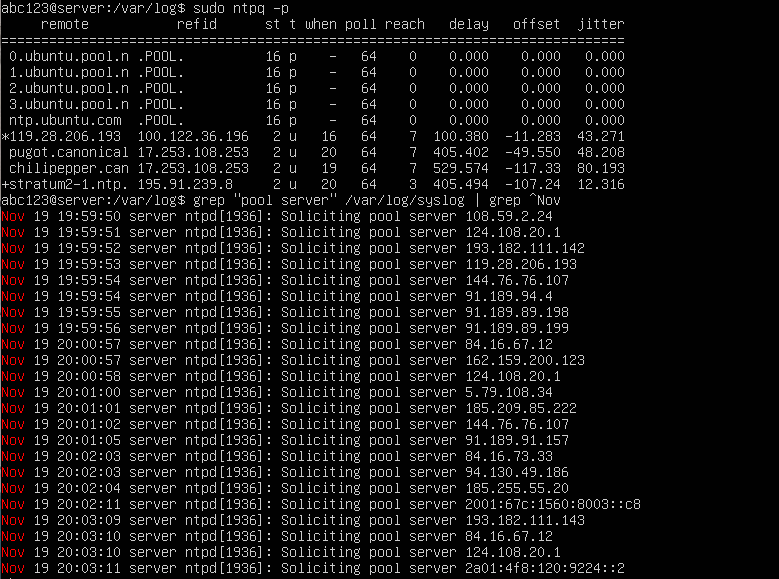 abc123@server:/var/log$ sudo ntpq -p
     remote           refid      st t when poll reach   delay   offset  jitter
==============================================================================
 0.ubuntu.pool.n .POOL.          16 p    -   64    0    0.000    0.000   0.000
 1.ubuntu.pool.n .POOL.          16 p    -   64    0    0.000    0.000   0.000
 2.ubuntu.pool.n .POOL.          16 p    -   64    0    0.000    0.000   0.000
 3.ubuntu.pool.n .POOL.          16 p    -   64    0    0.000    0.000   0.000
 ntp.ubuntu.com  .POOL.          16 p    -   64    0    0.000    0.000   0.000
*119.28.206.193  100.122.36.196   2 u   16   64    7  100.380  -11.283  43.271
 pugot.canonical 17.253.108.253   2 u   20   64    7  405.402  -49.550  48.208
 chilipepper.can 17.253.108.253   2 u   19   64    7  529.574  -117.33  80.193
+stratum2-1.ntp. 195.91.239.8     2 u   20   64    3  405.494  -107.24  12.316
abc123@server:/var/log$ grep "pool server" /var/log/syslog | grep ^Nov
Nov 19 19:59:50 server ntpd[1936]: Soliciting pool server 108.59.2.24
Nov 19 19:59:51 server ntpd[1936]: Soliciting pool server 124.108.20.1
Nov 19 19:59:52 server ntpd[1936]: Soliciting pool server 193.182.111.142
Nov 19 19:59:53 server ntpd[1936]: Soliciting pool server 119.28.206.193
Nov 19 19:59:54 server ntpd[1936]: Soliciting pool server 144.76.76.107
Nov 19 19:59:54 server ntpd[1936]: Soliciting pool server 91.189.94.4
Nov 19 19:59:55 server ntpd[1936]: Soliciting pool server 91.189.89.198
Nov 19 19:59:56 server ntpd[1936]: Soliciting pool server 91.189.89.199
Nov 19 20:00:57 server ntpd[1936]: Soliciting pool server 84.16.67.12
Nov 19 20:00:57 server ntpd[1936]: Soliciting pool server 162.159.200.123
Nov 19 20:00:58 server ntpd[1936]: Soliciting pool server 124.108.20.1
Nov 19 20:01:00 server ntpd[1936]: Soliciting pool server 5.79.108.34
Nov 19 20:01:01 server ntpd[1936]: Soliciting pool server 185.209.85.222
Nov 19 20:01:02 server ntpd[1936]: Soliciting pool server 144.76.76.107
Nov 19 20:01:05 server ntpd[1936]: Soliciting pool server 91.189.91.157
Nov 19 20:02:03 server ntpd[1936]: Soliciting pool server 84.16.73.33
Nov 19 20:02:03 server ntpd[1936]: Soliciting pool server 94.130.49.186
Nov 19 20:02:04 server ntpd[1936]: Soliciting pool server 185.255.55.20
Nov 19 20:02:11 server ntpd[1936]: Soliciting pool server 2001:67c:1560:8003::c8
Nov 19 20:03:09 server ntpd[1936]: Soliciting pool server 193.182.111.143
Nov 19 20:03:10 server ntpd[1936]: Soliciting pool server 84.16.67.12
Nov 19 20:03:10 server ntpd[1936]: Soliciting pool server 124.108.20.1
Nov 19 20:03:11 server ntpd[1936]: Soliciting pool server 2a01:4f8:120:9224::2